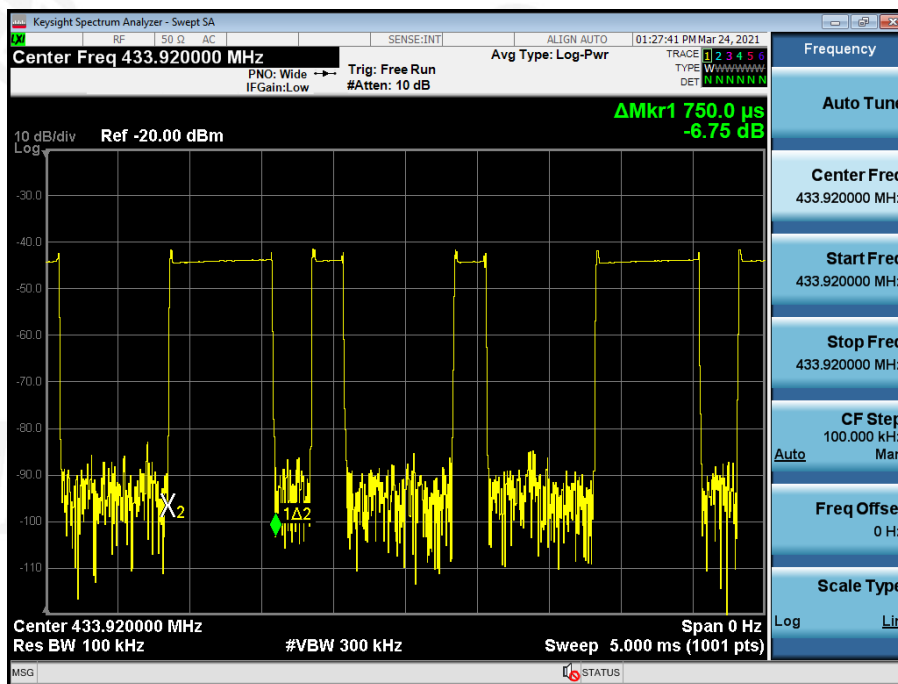 Keysight Spectrum Analyzer - Swept SA
LXI RF 50 Ω AC SENSE:INT ALIGN AUTO 01:27:41 PM Mar 24, 2021
Center Freq 433.920000 MHz
PNO: Wide
IFGain:Low
Trig: Free Run
#Atten: 10 dB
Avg Type: Log-Pwr
TRACE 1 2 3 4 5 6
TYPE WWWWWWW
DET N N N N N N
ΔMkr1 750.0 µs
-6.75 dB
10 dB/div Ref -20.00 dBm
Log
-30.0
-40.0
-50.0
-60.0
-70.0
-80.0
-90.0
-100
-110
X2
1Δ2
Center 433.920000 MHz Span 0 Hz
Res BW 100 kHz #VBW 300 kHz Sweep 5.000 ms (1001 pts)
MSG STATUS
Frequency
Auto Tune
Center Freq
433.920000 MHz
Start Freq
433.920000 MHz
Stop Freq
433.920000 MHz
CF Step
100.000 kHz
Auto Man
Freq Offset
0 Hz
Scale Type
Log Lin